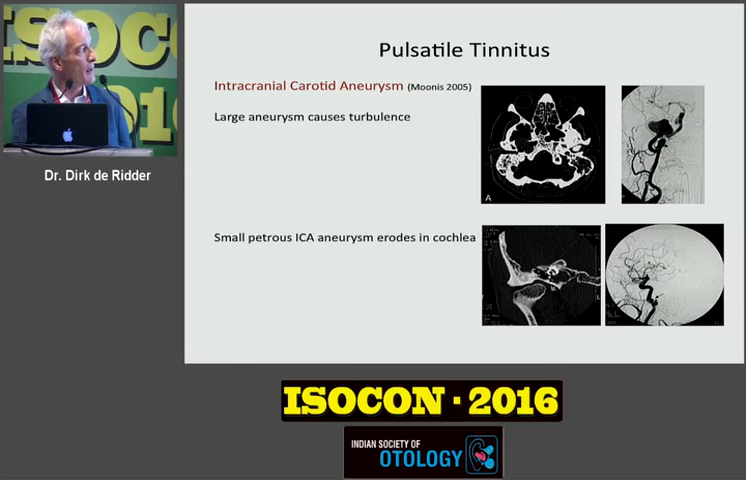 ISOCO
Dr. Dirk de Ridder
Pulsatile Tinnitus
Intracranial Carotid Aneurysm (Moonis 2005)
Large aneurysm causes turbulence
A
Small petrous ICA aneurysm erodes in cochlea
L
ISOCON · 2016
INDIAN SOCIETY OF
OTOLOGY